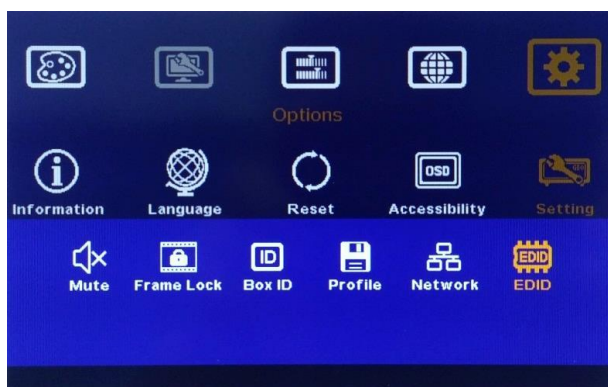 Options
OSD
Information Language Reset Accessibility Setting
ID EDID
Mute Frame Lock Box ID Profile Network EDID